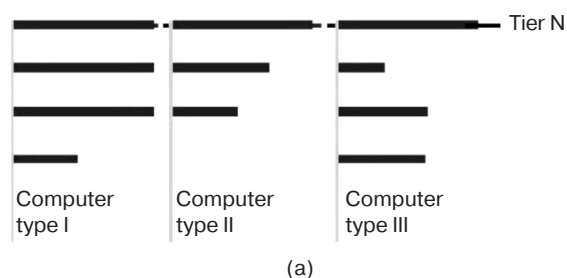 Tier N
Computer
type I
Computer
type II
Computer
type III
(a)